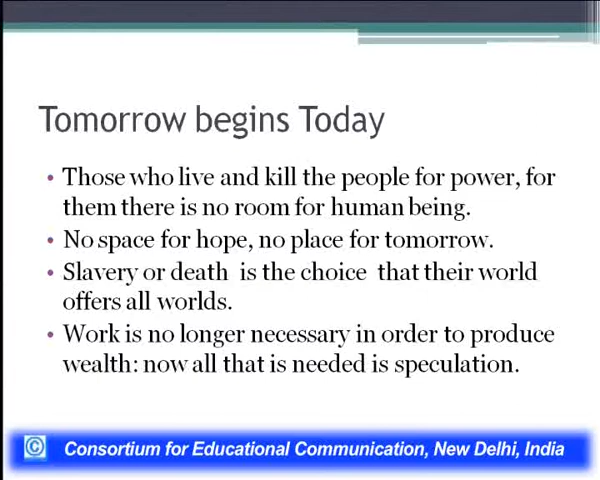 Tomorrow begins Today
• Those who live and kill the people for power, for
them there is no room for human being.
• No space for hope, no place for tomorrow.
• Slavery or death is the choice that their world
offers all worlds.
• Work is no longer necessary in order to produce
wealth: now all that is needed is speculation.
© Consortium for Educational Communication, New Delhi, India